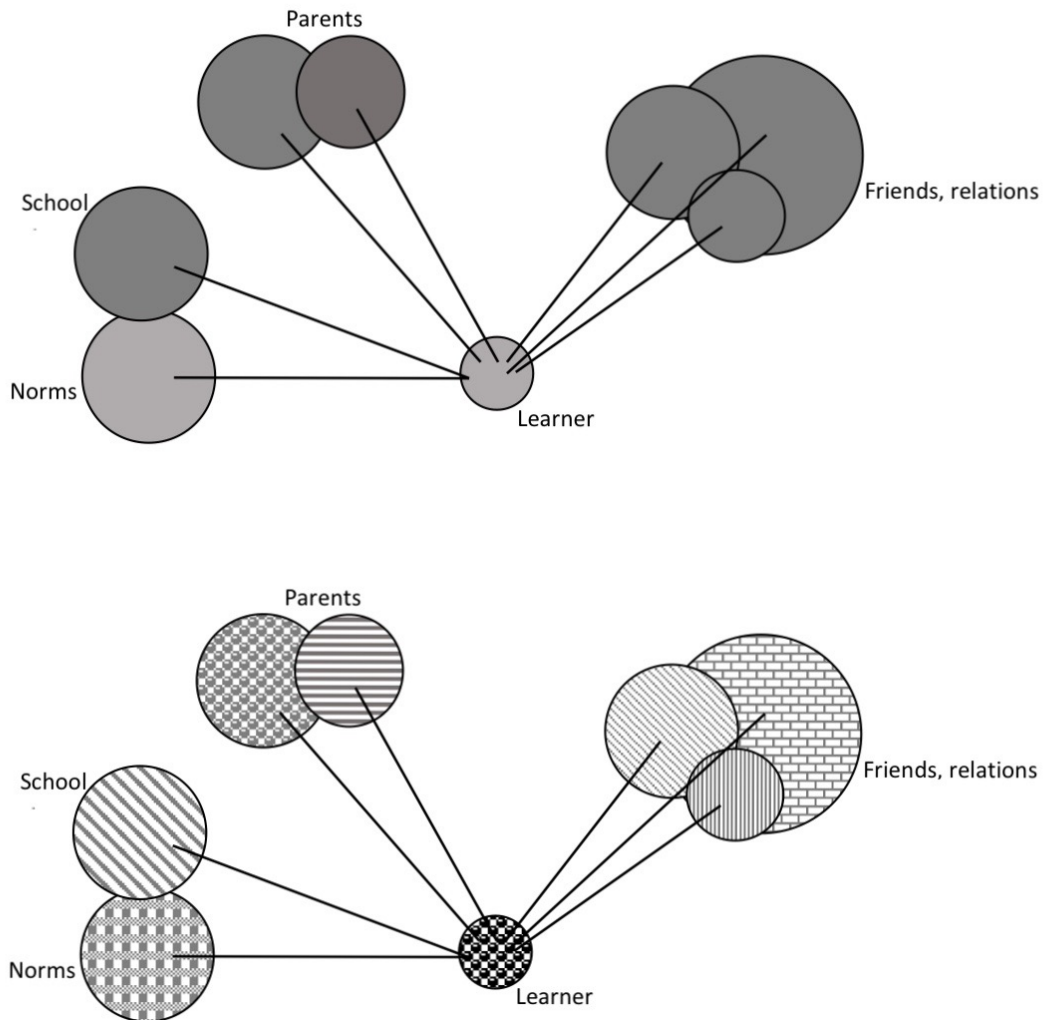 Parents
School
Friends, relations
Norms
Learner
Parents
School
Friends, relations
Norms
Learner